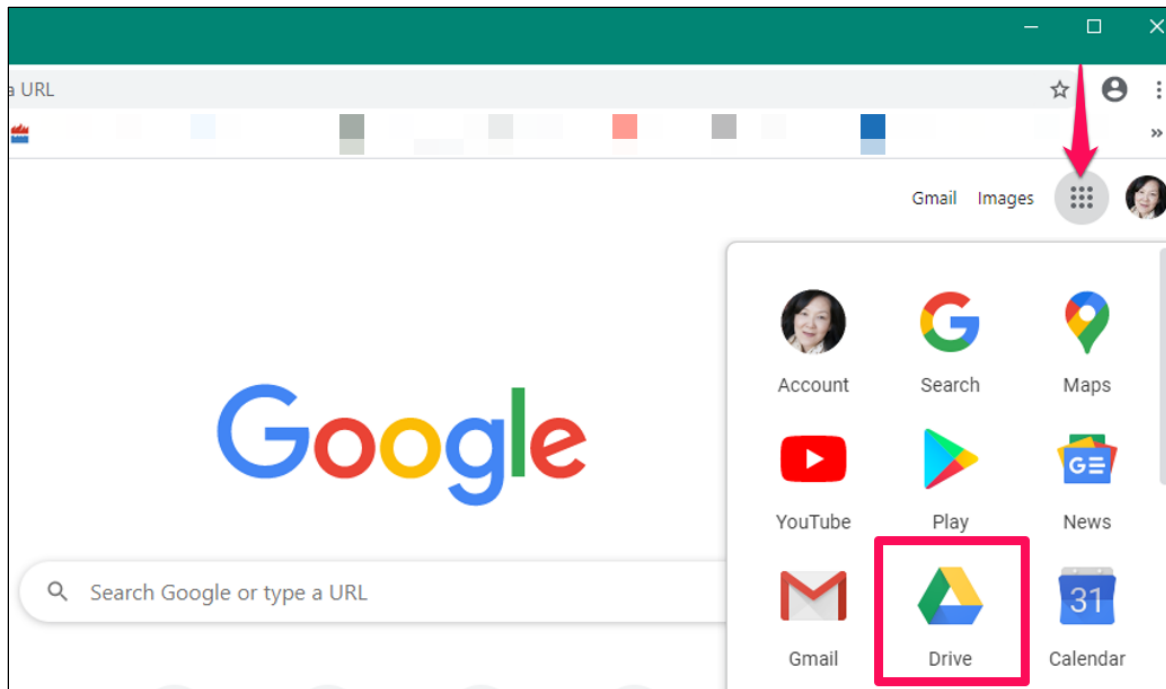 a URL
Gmail Images
Account Search Maps
Google
YouTube Play News
G
Search Google or type a URL
31
Gmail Drive Calendar